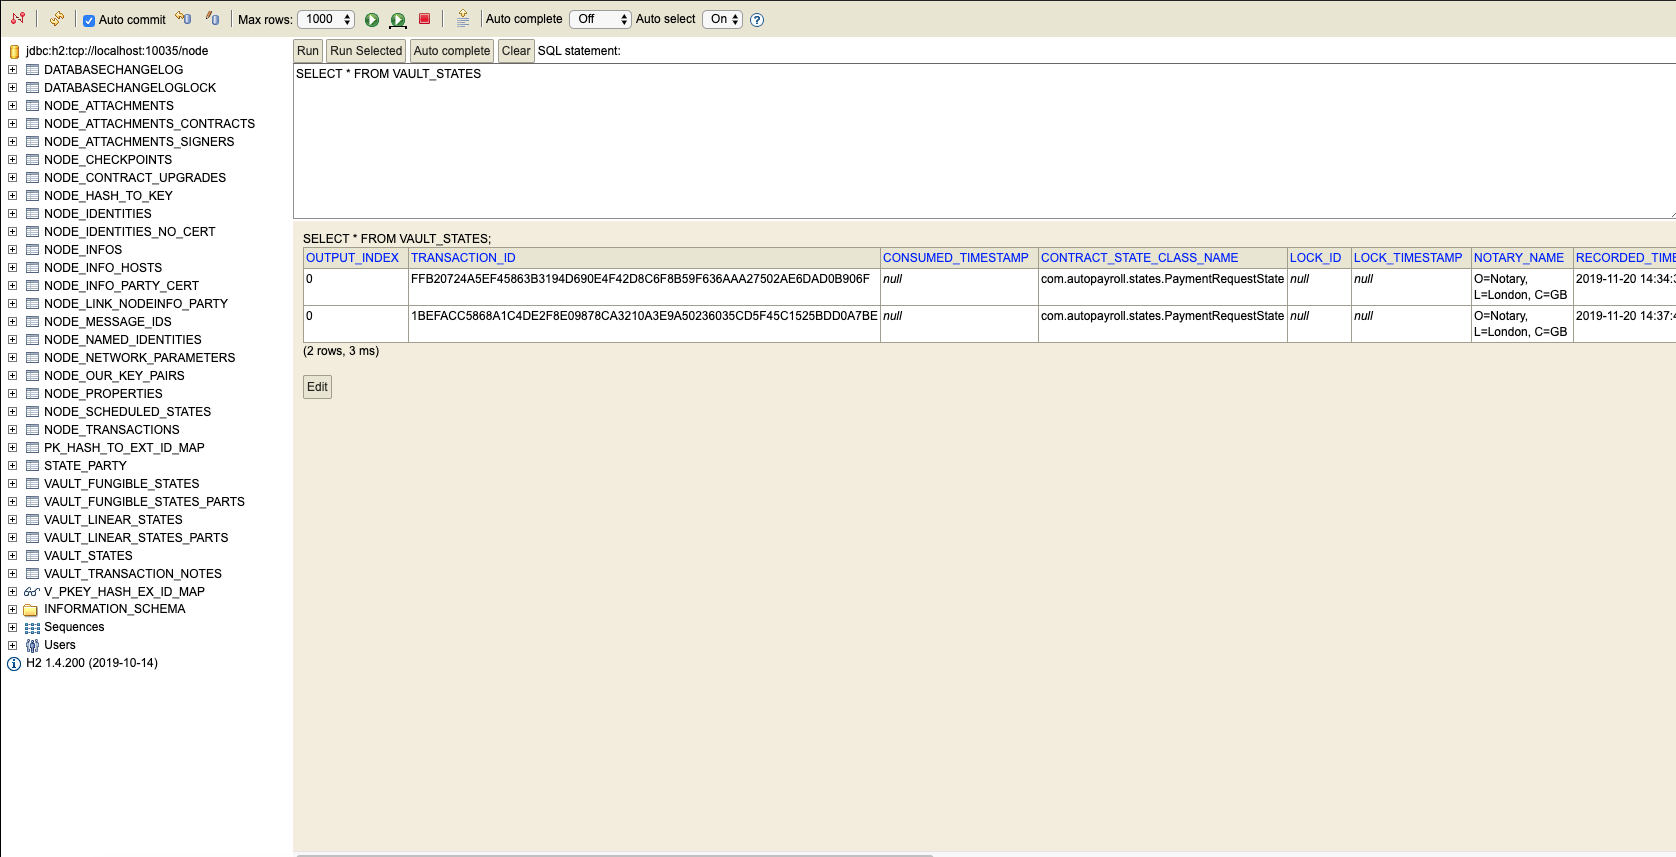 Auto commit Max rows: 1000 Auto complete Off Auto select On ?
jdbc:h2:tcp://localhost:10035/node
DATABASECHANGELOG
DATABASECHANGELOGLOCK
NODE_ATTACHMENTS
NODE_ATTACHMENTS_CONTRACTS
NODE_ATTACHMENTS_SIGNERS
NODE_CHECKPOINTS
NODE_CONTRACT_UPGRADES
NODE_HASH_TO_KEY
NODE_IDENTITIES
NODE_IDENTITIES_NO_CERT
NODE_INFOS
NODE_INFO_HOSTS
NODE_INFO_PARTY_CERT
NODE_LINK_NODEINFO_PARTY
NODE_MESSAGE_IDS
NODE_NAMED_IDENTITIES
NODE_NETWORK_PARAMETERS
NODE_OUR_KEY_PAIRS
NODE_PROPERTIES
NODE_SCHEDULED_STATES
NODE_TRANSACTIONS
PK_HASH_TO_EXT_ID_MAP
STATE_PARTY
VAULT_FUNGIBLE_STATES
VAULT_FUNGIBLE_STATES_PARTS
VAULT_LINEAR_STATES
VAULT_LINEAR_STATES_PARTS
VAULT_STATES
VAULT_TRANSACTION_NOTES
V_PKEY_HASH_EX_ID_MAP
INFORMATION_SCHEMA
Sequences
Users
H2 1.4.200 (2019-10-14)
Run Run Selected Auto complete Clear SQL statement:
SELECT * FROM VAULT_STATES
SELECT * FROM VAULT_STATES;
OUTPUT_INDEX TRANSACTION_ID CONSUMED_TIMESTAMP CONTRACT_STATE_CLASS_NAME LOCK_ID LOCK_TIMESTAMP NOTARY_NAME RECORDED_TIME
0 FFB20724A5EF45863B3194D690E4F42D8C6F8B59F636AAA27502AE6DAD0B906F null com.autopayroll.states.PaymentRequestState null null O=Notary, 2019-11-20 14:34:3
L=London, C=GB
0 1BEFACC5868A1C4DE2F8E09878CA3210A3E9A50236035CD5F45C1525BDD0A7BE null com.autopayroll.states.PaymentRequestState null null O=Notary, 2019-11-20 14:37:4
L=London, C=GB
(2 rows, 3 ms)
Edit